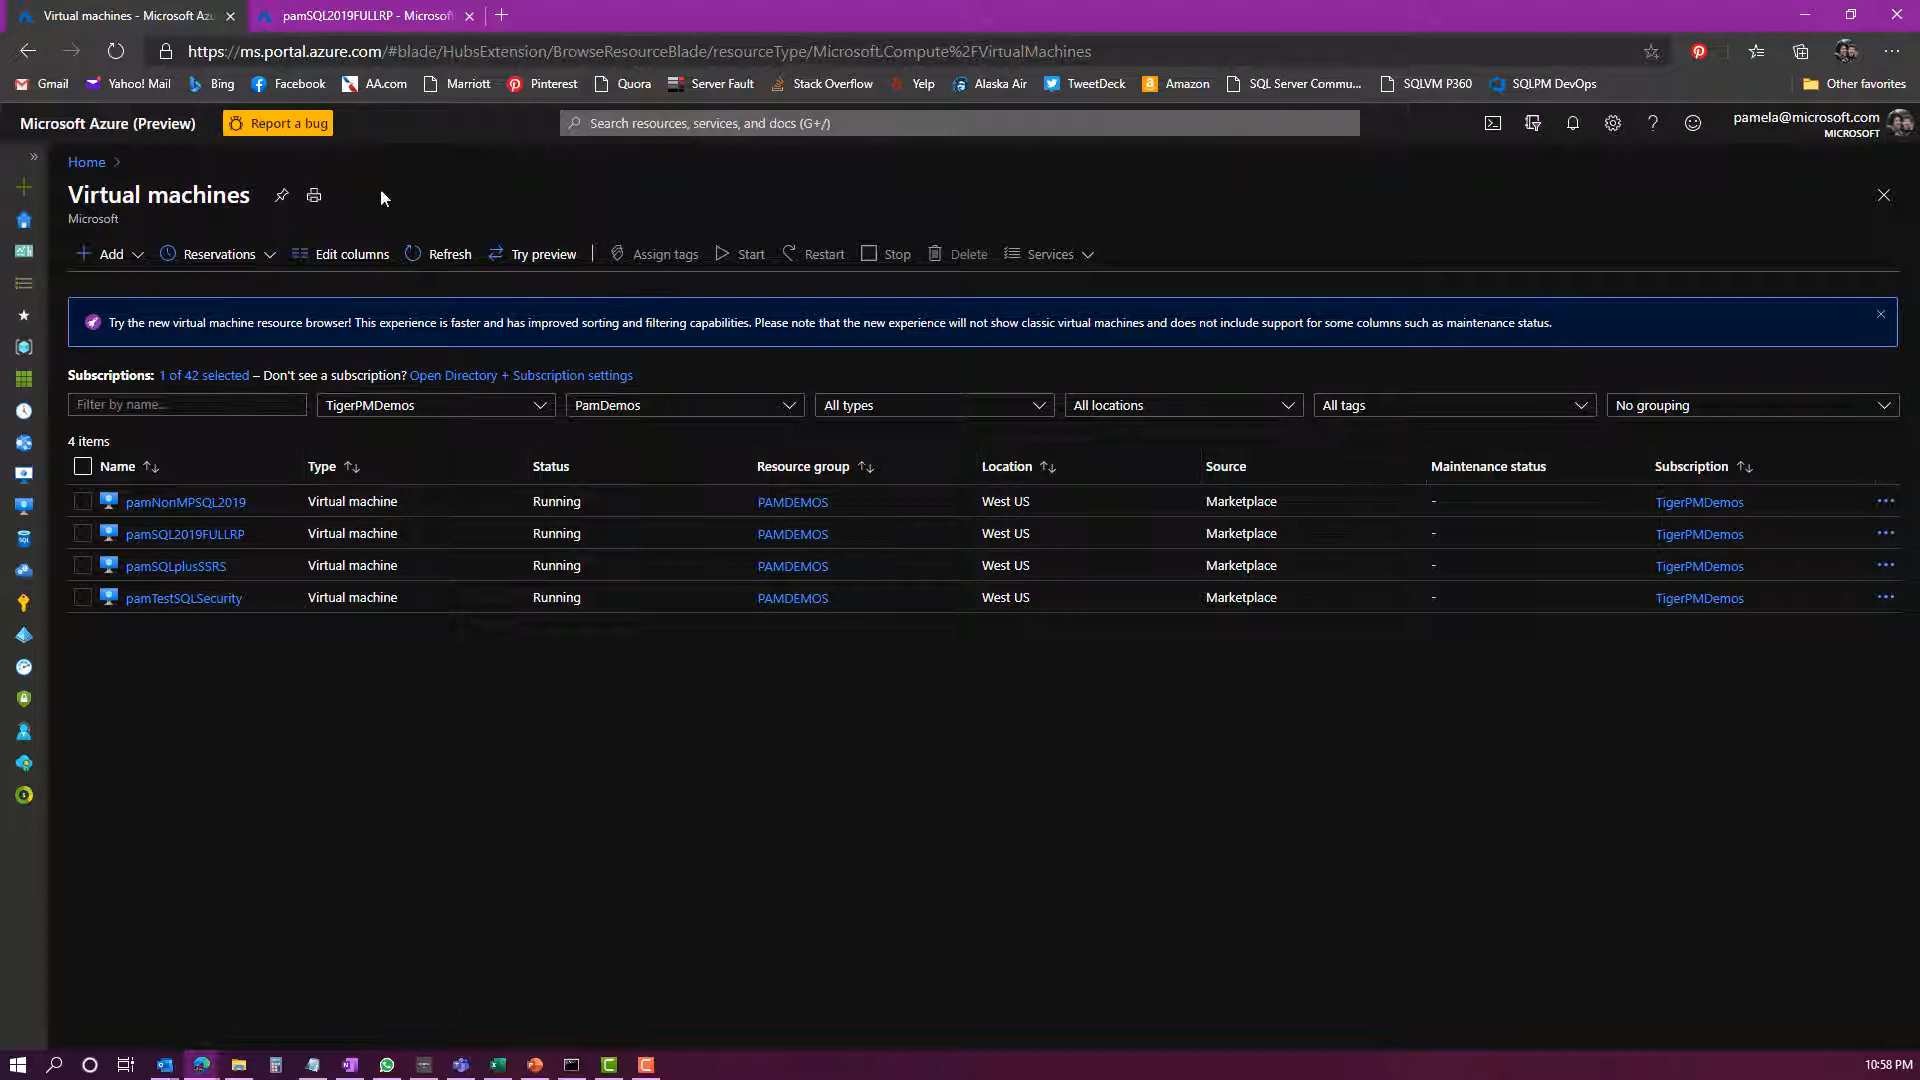 Virtual machines - Microsoft Azu
pamSQL2019FULLRP - Microsoft
https://ms.portal.azure.com/#blade/HubsExtension/BrowseResourceBlade/resourceType/Microsoft.Compute%2FVirtualMachines
Gmail Yahoo! Mail Bing Facebook AA.com Marriott Pinterest Quora Server Fault Stack Overflow Yelp Alaska Air TweetDeck Amazon SQL Server Commu... SQLVM P360 SQLPM DevOps Other favorites
Microsoft Azure (Preview) Report a bug Search resources, services, and docs (G+/) pamela@microsoft.com
MICROSOFT
Home
Virtual machines
Microsoft
Add Reservations Edit columns Refresh Try preview Assign tags Start Restart Stop Delete Services
Try the new virtual machine resource browser! This experience is faster and has improved sorting and filtering capabilities. Please note that the new experience will not show classic virtual machines and does not include support for some columns such as maintenance status.
Subscriptions: 1 of 42 selected – Don't see a subscription? Open Directory + Subscription settings
Filter by name... TigerPMDemos PamDemos All types All locations All tags No grouping
4 items
Name Type Status Resource group Location Source Maintenance status Subscription
pamNonMPSQL2019 Virtual machine Running PAMDEMOS West US Marketplace - TigerPMDemos
pamSQL2019FULLRP Virtual machine Running PAMDEMOS West US Marketplace - TigerPMDemos
pamSQLplusSSRS Virtual machine Running PAMDEMOS West US Marketplace - TigerPMDemos
pamTestSQLSecurity Virtual machine Running PAMDEMOS West US Marketplace - TigerPMDemos
10:58 PM